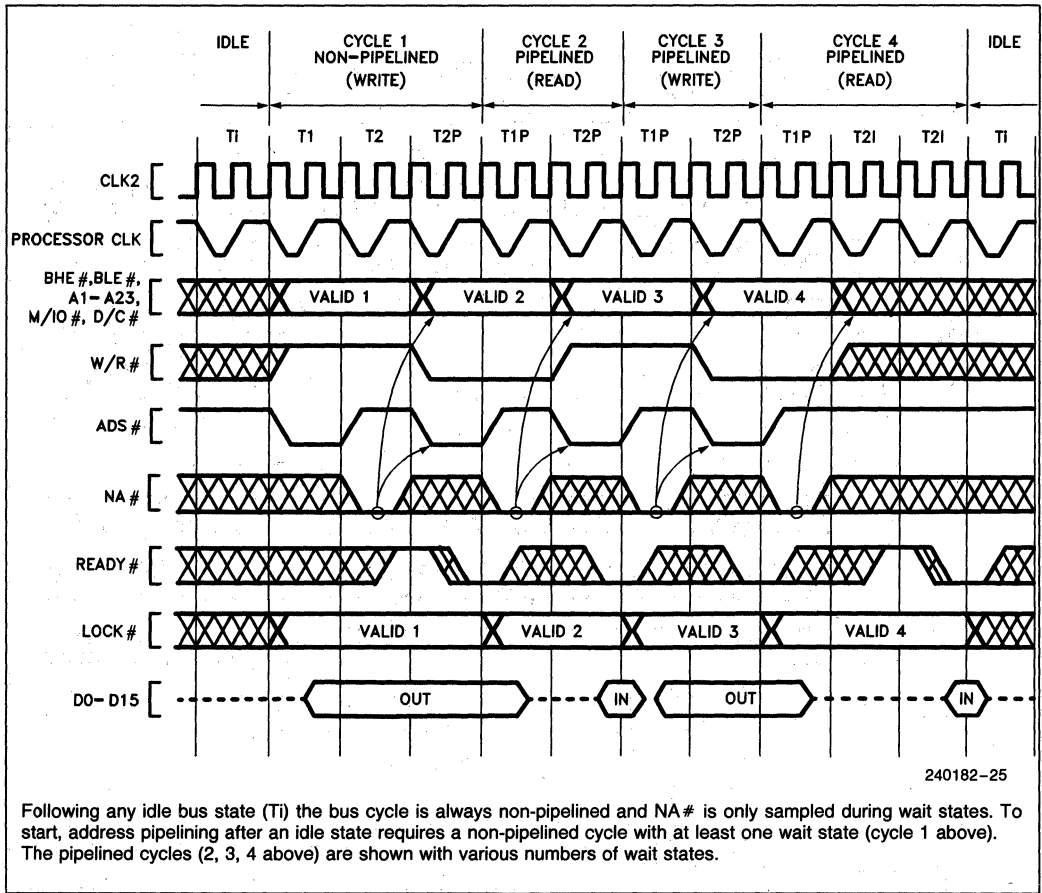 IDLE
CYCLE 1
NON-PIPELINED
(WRITE)
CYCLE 2
PIPELINED
(READ)
CYCLE 3
PIPELINED
(WRITE)
CYCLE 4
PIPELINED
(READ)
IDLE
Ti T1 T2 T2P T1P T2P T1P T2P T1P T2I T2I Ti
CLK2
PROCESSOR CLK
BHE#,BLE#,
A1-A23,
M/IO#, D/C#
VALID 1 VALID 2 VALID 3 VALID 4
W/R#
ADS#
NA#
READY#
LOCK#
VALID 1 VALID 2 VALID 3 VALID 4
D0-D15
OUT IN OUT IN
240182-25
Following any idle bus state (Ti) the bus cycle is always non-pipelined and NA# is only sampled during wait states. To
start, address pipelining after an idle state requires a non-pipelined cycle with at least one wait state (cycle 1 above).
The pipelined cycles (2, 3, 4 above) are shown with various numbers of wait states.